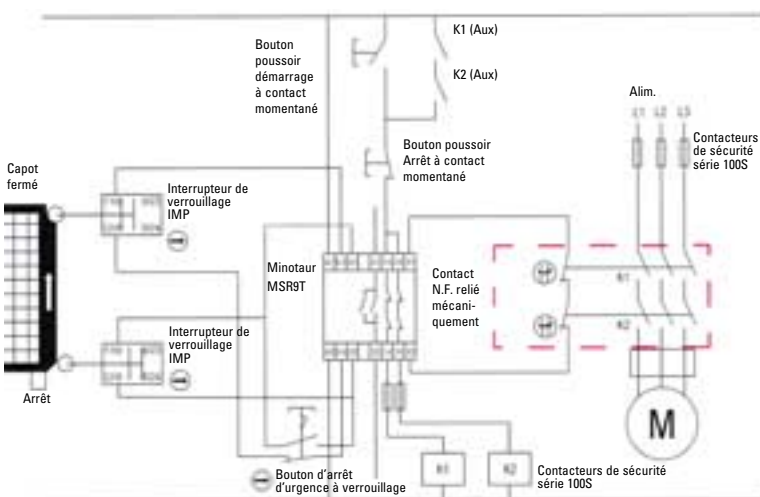 K1 (Aux)
K2 (Aux)
Bouton
poussoir
démarrage
à contact
momentané
Alim.
L1 L2 L3
Contacteurs
de sécurité
série 100S
Bouton poussoir
Arrêt à contact
momentané
Capot
fermé
Interrupteur de
verrouillage
IMP
Minotaur
MSR9T
Contact
N.F. relié
mécani-
quement
K1
K2
Interrupteur de
verrouillage
IMP
Arrêt
M
Bouton d'arrêt
d'urgence à verrouillage
K1
K2
Contacteurs de sécurité
série 100S